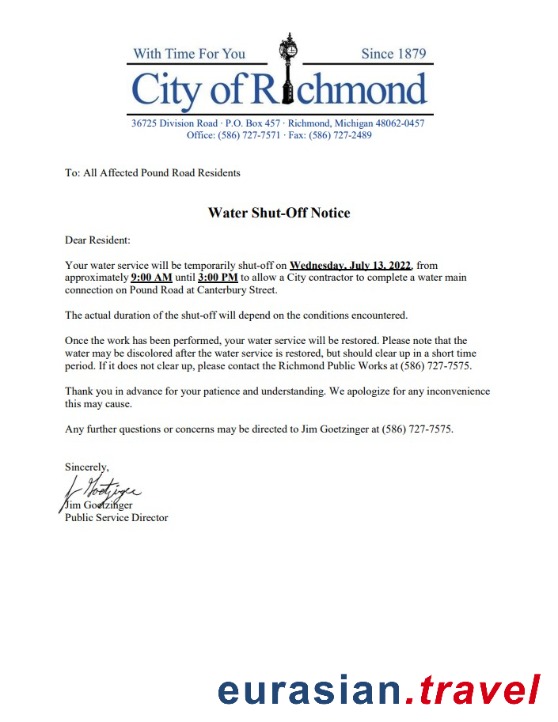 With Time For You Since 1879
City of Richmond
36725 Division Road · P.O. Box 457 · Richmond, Michigan 48062-0457
Office: (586) 727-7571 · Fax: (586) 727-2489
To: All Affected Pound Road Residents
Water Shut-Off Notice
Dear Resident:
Your water service will be temporarily shut-off on Wednesday, July 13, 2022, from
approximately 9:00 AM until 3:00 PM to allow a City contractor to complete a water main
connection on Pound Road at Canterbury Street.
The actual duration of the shut-off will depend on the conditions encountered.
Once the work has been performed, your water service will be restored. Please note that the
water may be discolored after the water service is restored, but should clear up in a short time
period. If it does not clear up, please contact the Richmond Public Works at (586) 727-7575.
Thank you in advance for your patience and understanding. We apologize for any inconvenience
this may cause.
Any further questions or concerns may be directed to Jim Goetzinger at (586) 727-7575.
Sincerely,
J Goetzinger
Jim Goetzinger
Public Service Director
eurasian.travel